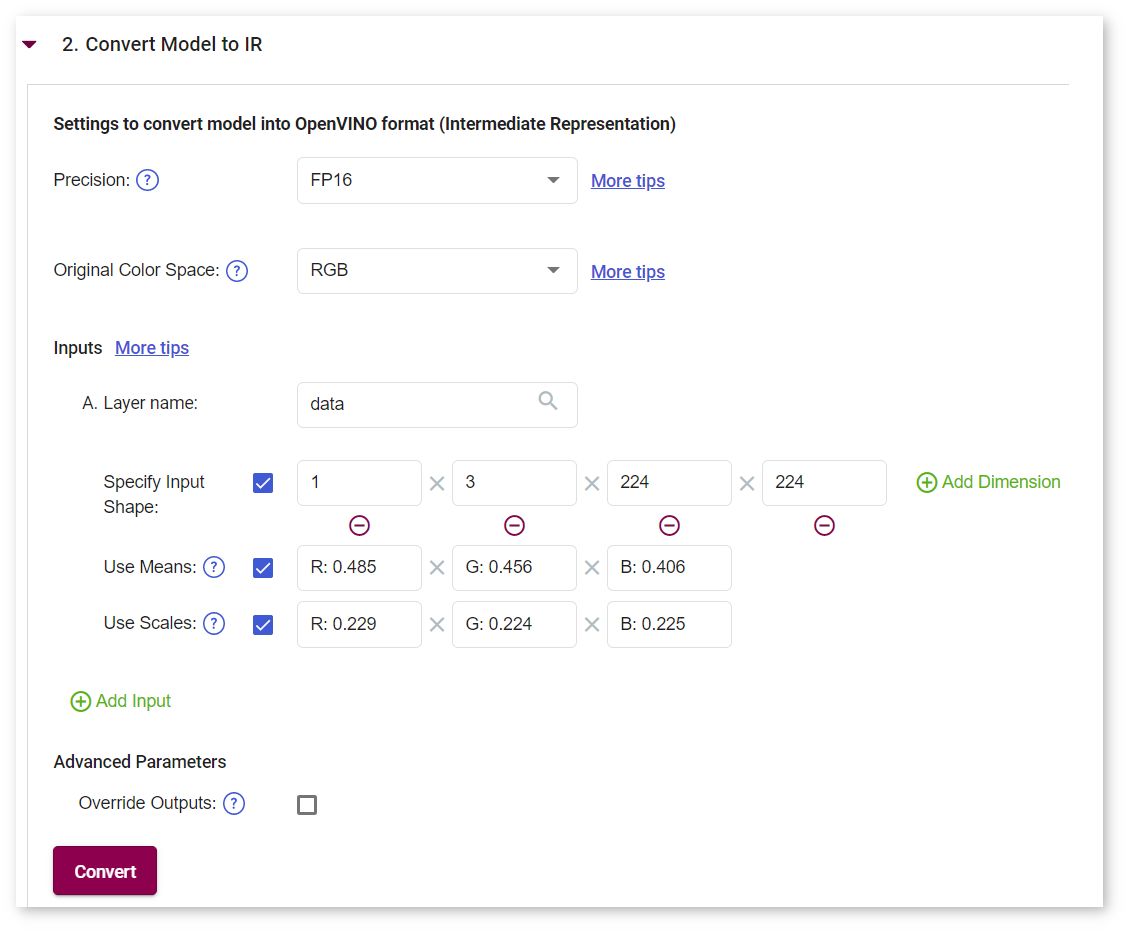 2. Convert Model to IR
Settings to convert model into OpenVINO format (Intermediate Representation)
Precision: ? FP16 More tips
Original Color Space: ? RGB More tips
Inputs More tips
A. Layer name: data
Specify Input
Shape: 1 × 3 × 224 × 224 Add Dimension
Use Means: ? R: 0.485 × G: 0.456 × B: 0.406
Use Scales: ? R: 0.229 × G: 0.224 × B: 0.225
Add Input
Advanced Parameters
Override Outputs: ?
Convert